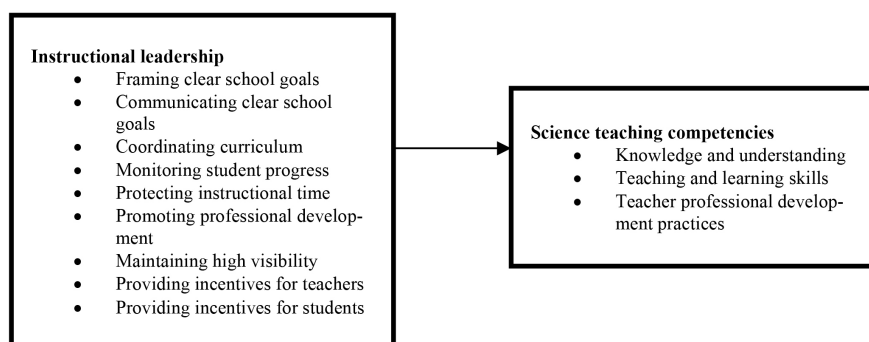 Instructional leadership
• Framing clear school goals
• Communicating clear school
goals
• Coordinating curriculum
• Monitoring student progress
• Protecting instructional time
• Promoting professional develop-
ment
• Maintaining high visibility
• Providing incentives for teachers
• Providing incentives for students
Science teaching competencies
• Knowledge and understanding
• Teaching and learning skills
• Teacher professional develop-
ment practices